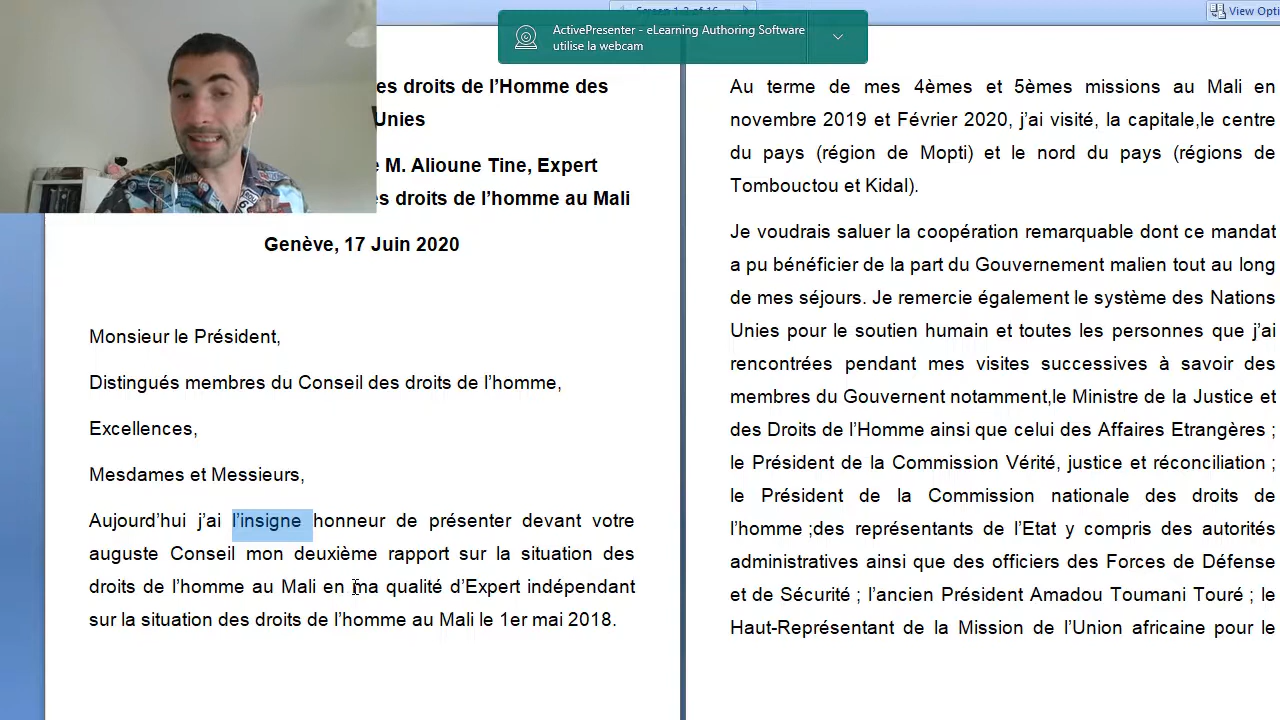 Screen 1-2 of 16
View Opti
ActivePresenter - eLearning Authoring Software
utilise la webcam
es droits de l’Homme des
Unies
e M. Alioune Tine, Expert
es droits de l’homme au Mali
Genève, 17 Juin 2020
Monsieur le Président,
Distingués membres du Conseil des droits de l’homme,
Excellences,
Mesdames et Messieurs,
Aujourd’hui j’ai l’insigne honneur de présenter devant votre
auguste Conseil mon deuxième rapport sur la situation des
droits de l’homme au Mali en ma qualité d’Expert indépendant
sur la situation des droits de l’homme au Mali le 1er mai 2018.
Au terme de mes 4èmes et 5èmes missions au Mali en
novembre 2019 et Février 2020, j’ai visité, la capitale,le centre
du pays (région de Mopti) et le nord du pays (régions de
Tombouctou et Kidal).
Je voudrais saluer la coopération remarquable dont ce mandat
a pu bénéficier de la part du Gouvernement malien tout au long
de mes séjours. Je remercie également le système des Nations
Unies pour le soutien humain et toutes les personnes que j’ai
rencontrées pendant mes visites successives à savoir des
membres du Gouvernent notamment,le Ministre de la Justice et
des Droits de l’Homme ainsi que celui des Affaires Etrangères ;
le Président de la Commission Vérité, justice et réconciliation ;
le Président de la Commission nationale des droits de
l’homme ;des représentants de l’Etat y compris des autorités
administratives ainsi que des officiers des Forces de Défense
et de Sécurité ; l’ancien Président Amadou Toumani Touré ; le
Haut-Représentant de la Mission de l’Union africaine pour le